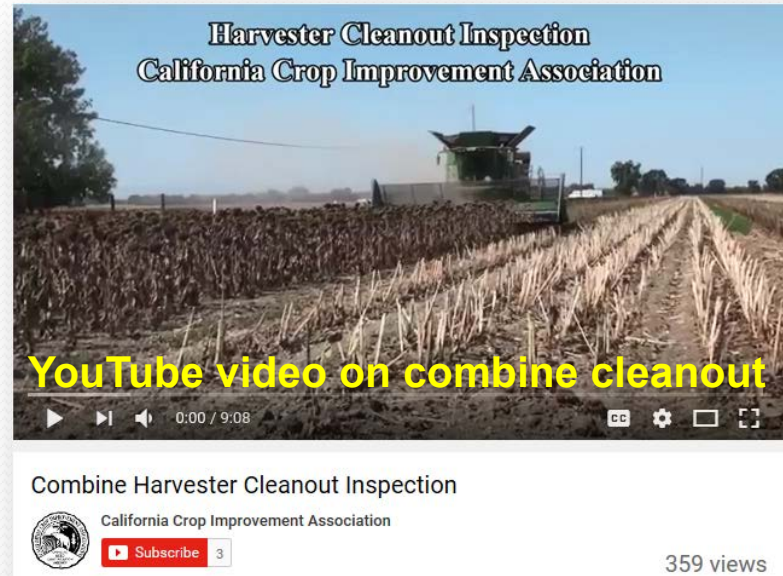 Harvester Cleanout Inspection
California Crop Improvement Association
YouTube video on combine cleanout
0:00 / 9:08
CC
Combine Harvester Cleanout Inspection
California Crop Improvement Association
Subscribe 3
359 views